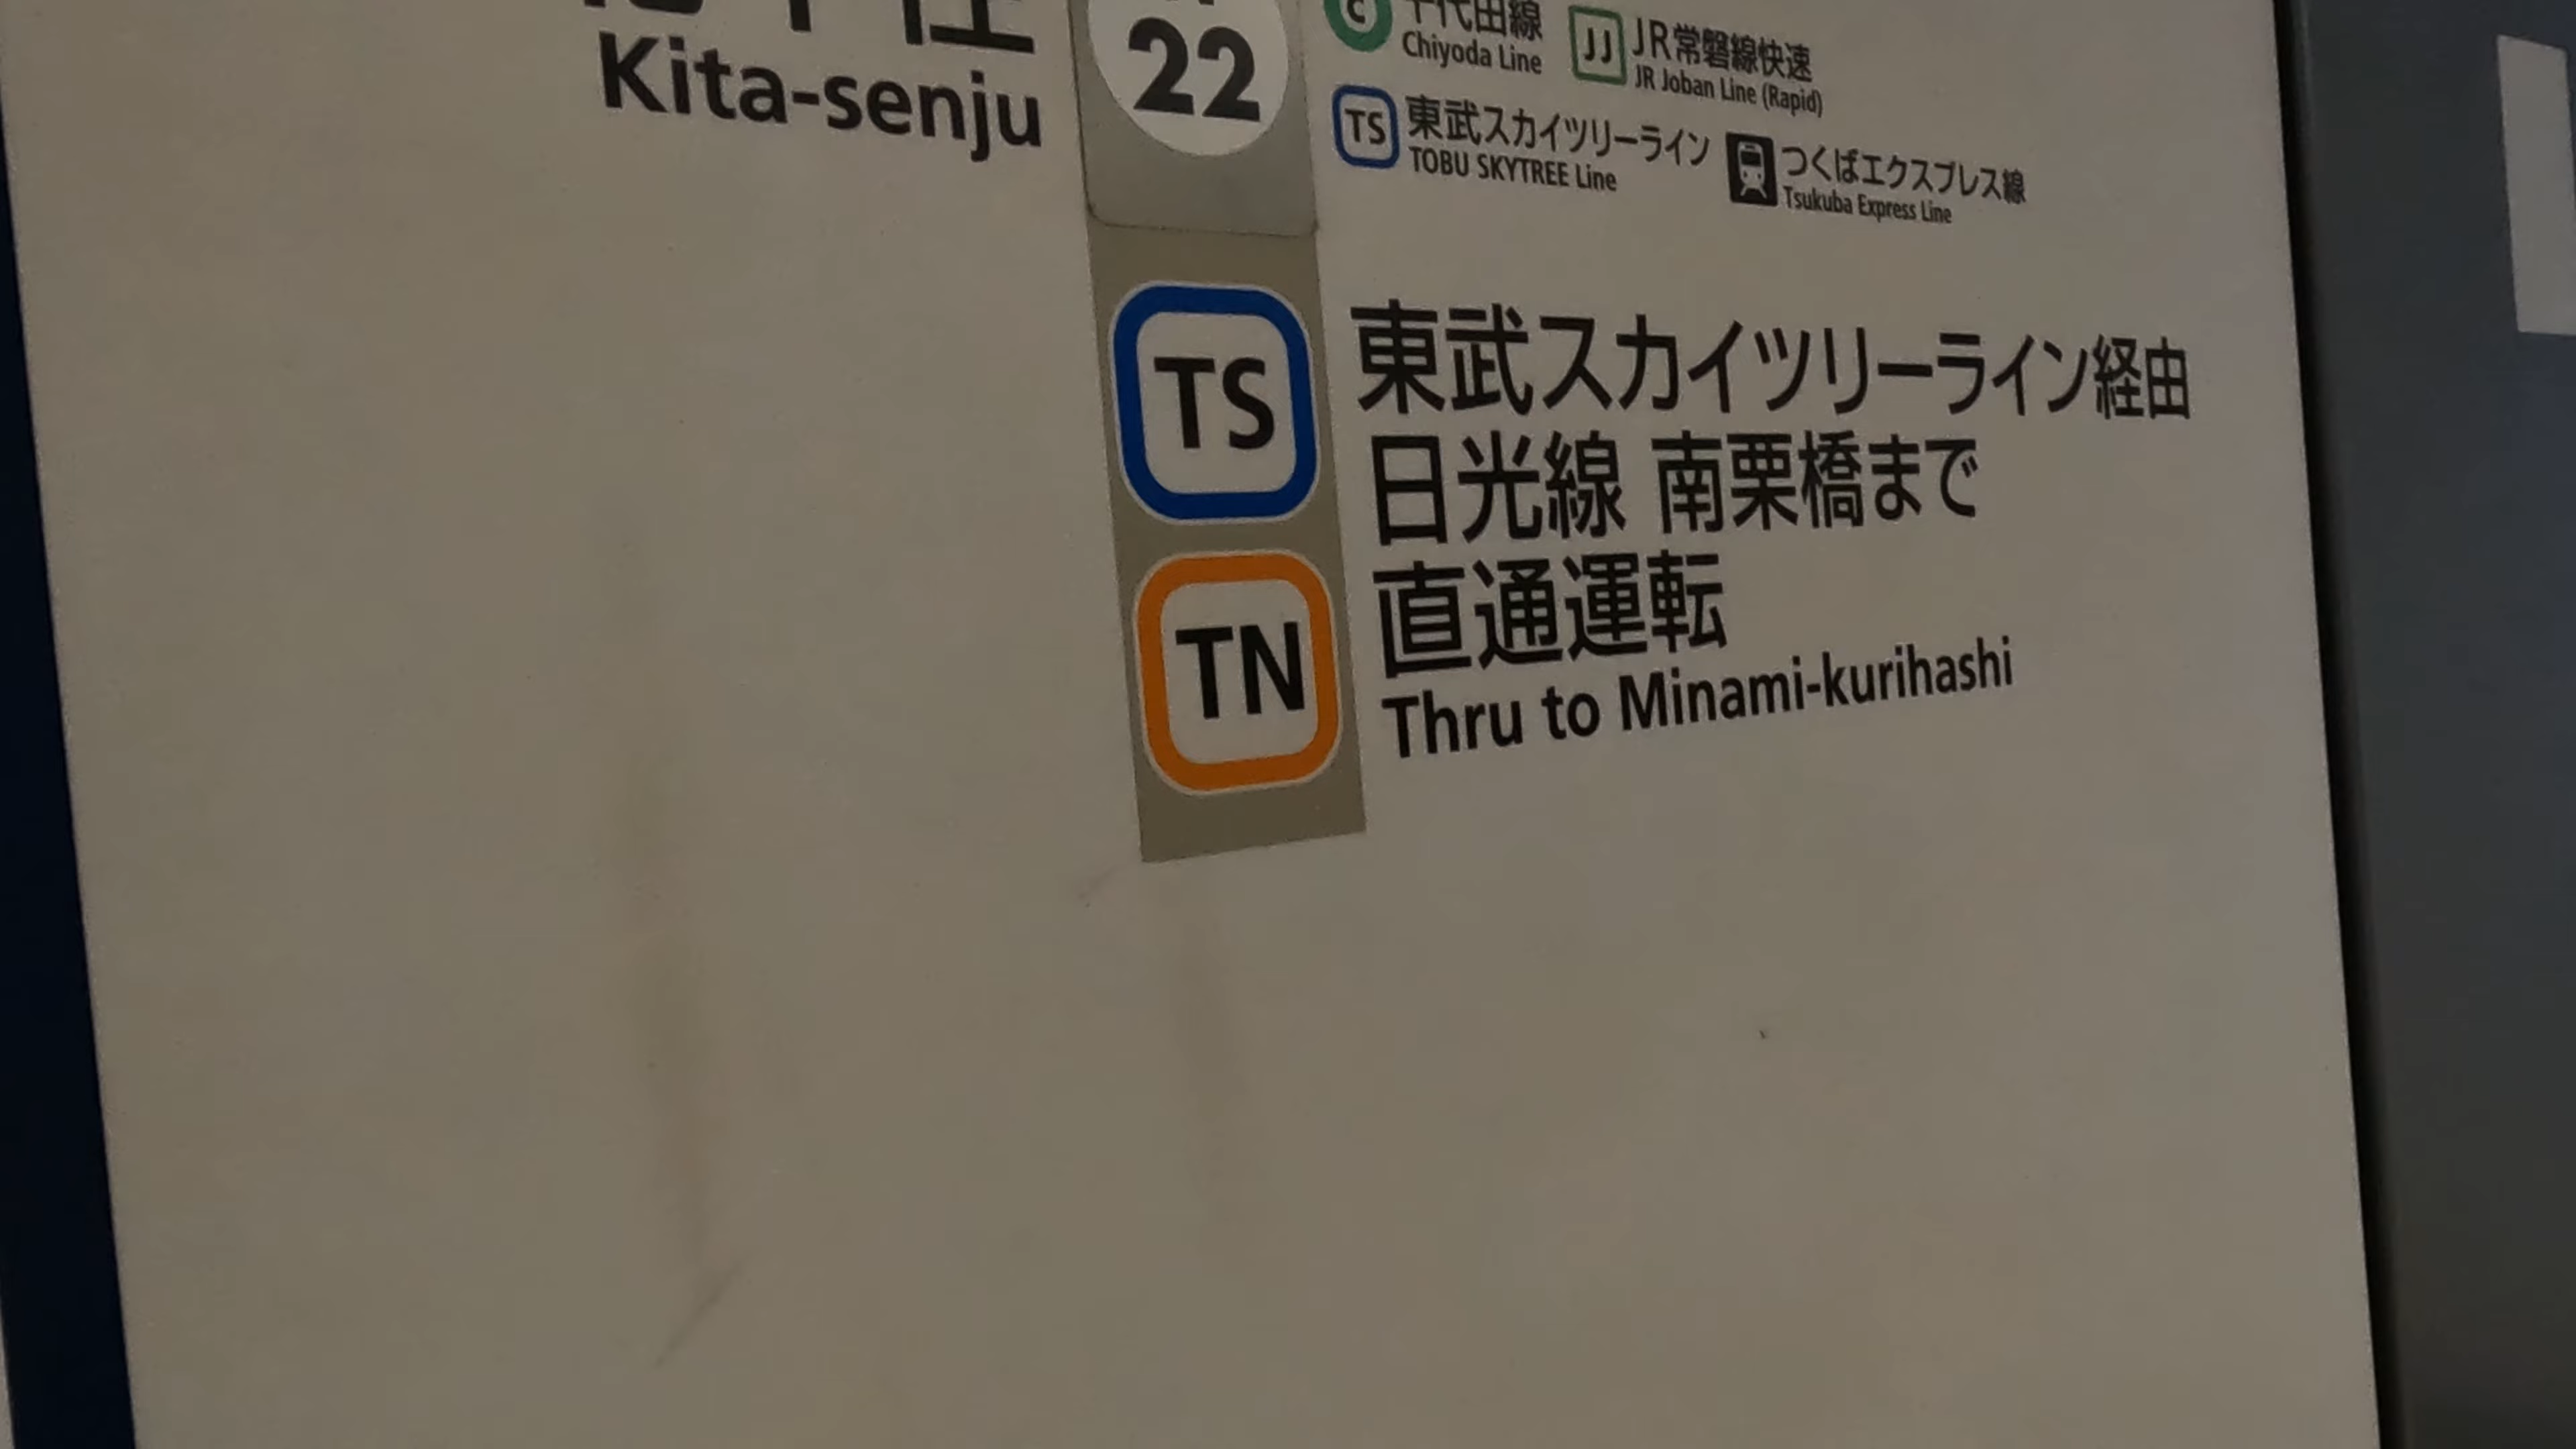 Kita-senju
22
C 千代田線
Chiyoda Line
JJ JR常磐線快速
JR Joban Line (Rapid)
TS 東武スカイツリーライン
TOBU SKYTREE Line
つくばエクスプレス線
Tsukuba Express Line
TS 東武スカイツリーライン経由
日光線 南栗橋まで
TN 直通運転
Thru to Minami-kurihashi